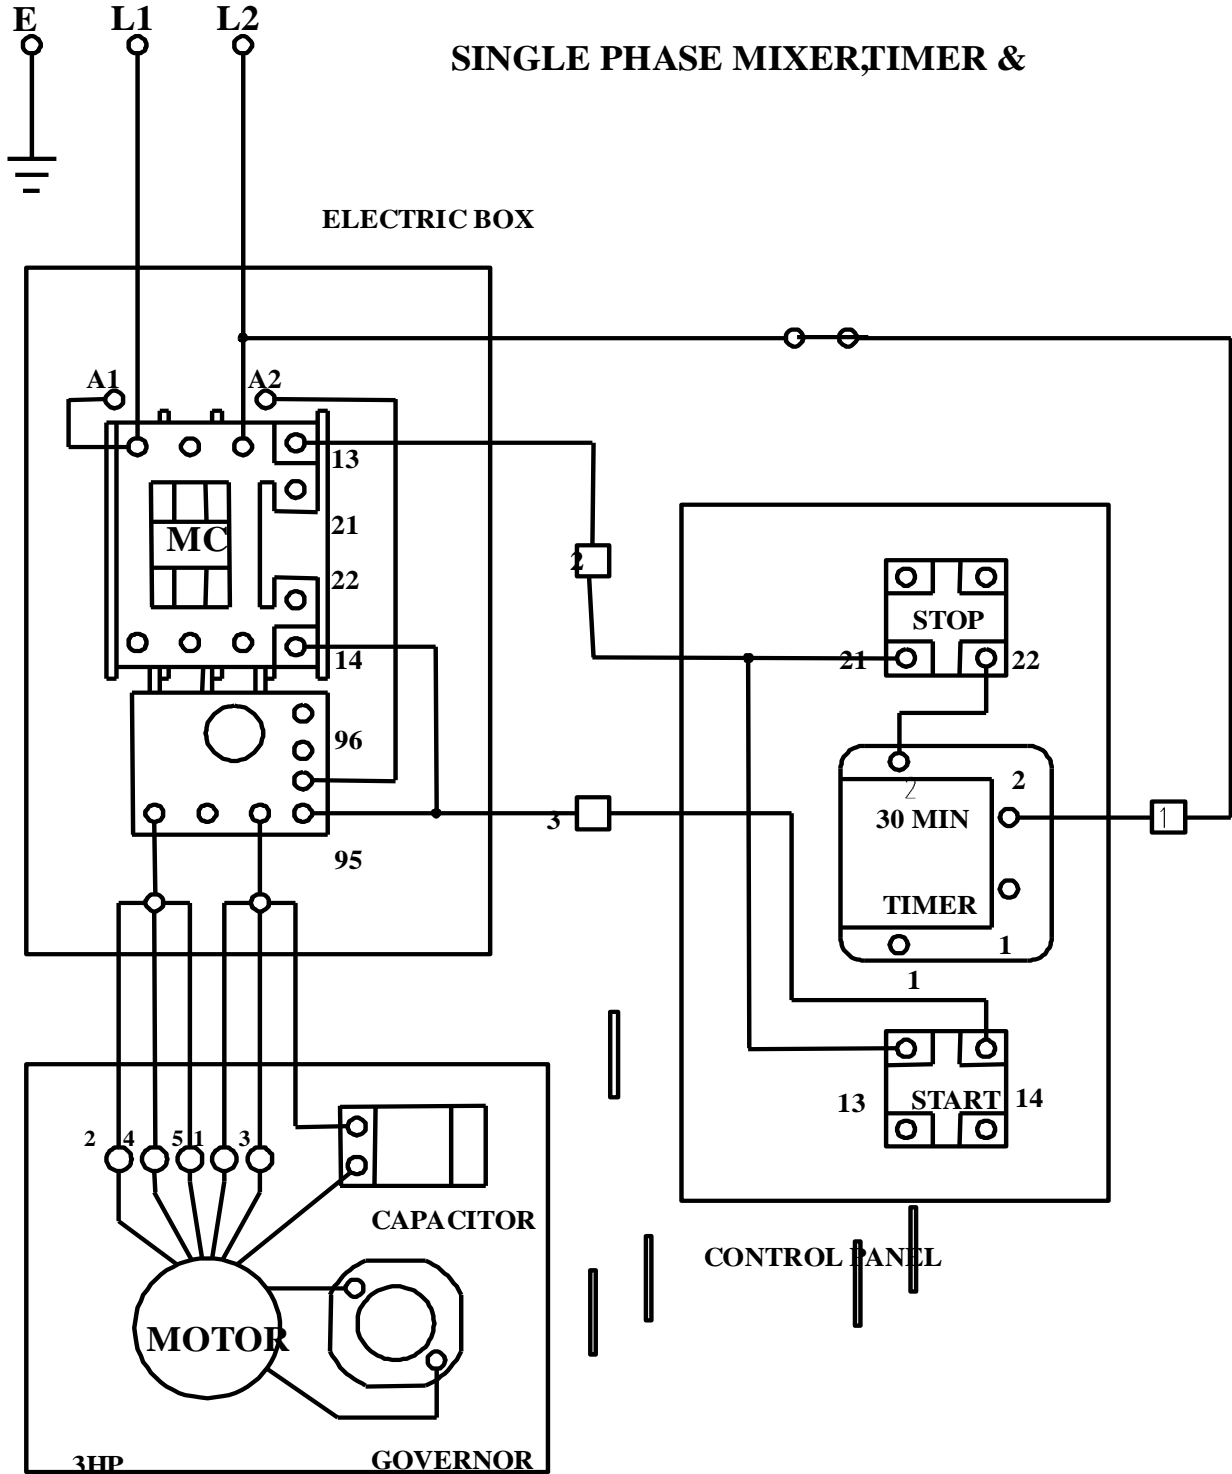 E L1 L2
SINGLE PHASE MIXER,TIMER &
ELECTRIC BOX
A1 A2
13
21
MC
22
2
STOP
14
21 22
96
2 2
30 MIN
3
1
95
TIMER
1
1
13 START 14
2 4 5 1 3
CAPACITOR
CONTROL PANEL
MOTOR
3HP GOVERNOR